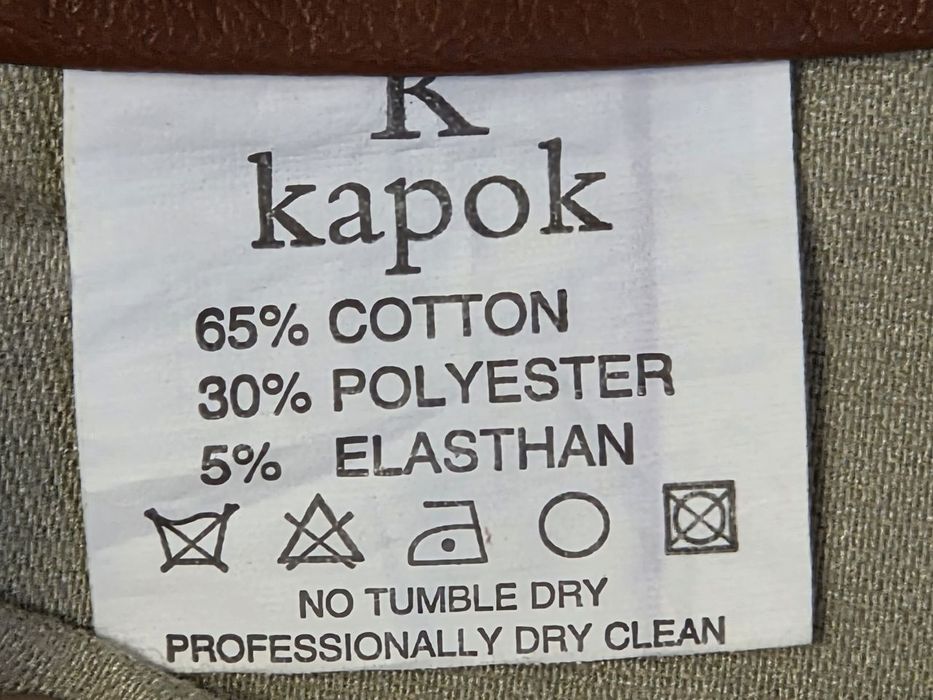 K
kapok
65% COTTON
30% POLYESTER
5% ELASTHAN
NO TUMBLE DRY
PROFESSIONALLY DRY CLEAN